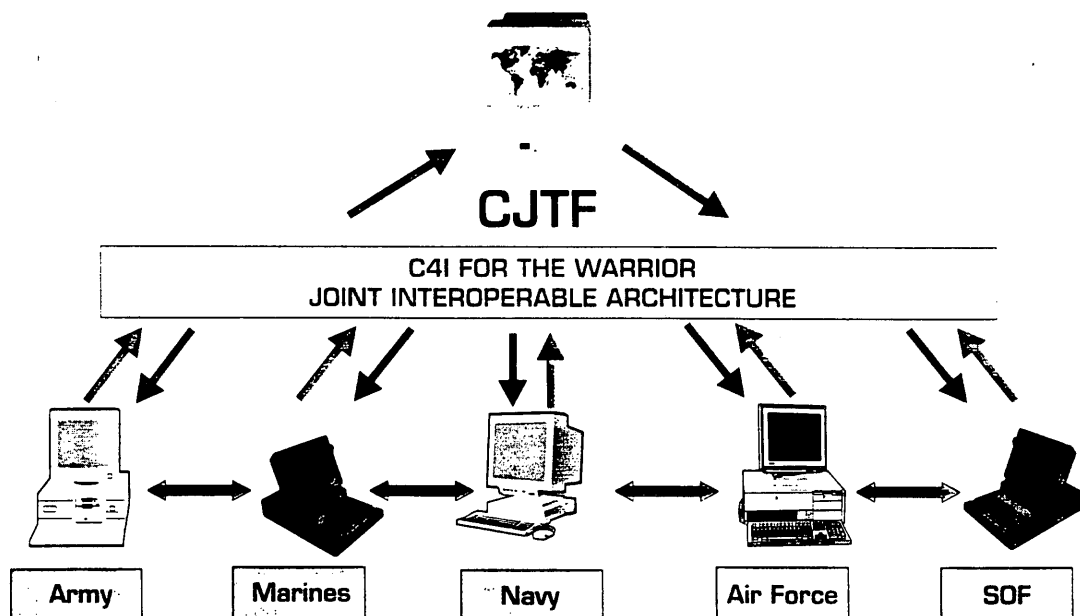 CJTF
C4I FOR THE WARRIOR
JOINT INTEROPERABLE ARCHITECTURE
Army
Marines
Navy
Air Force
SOF